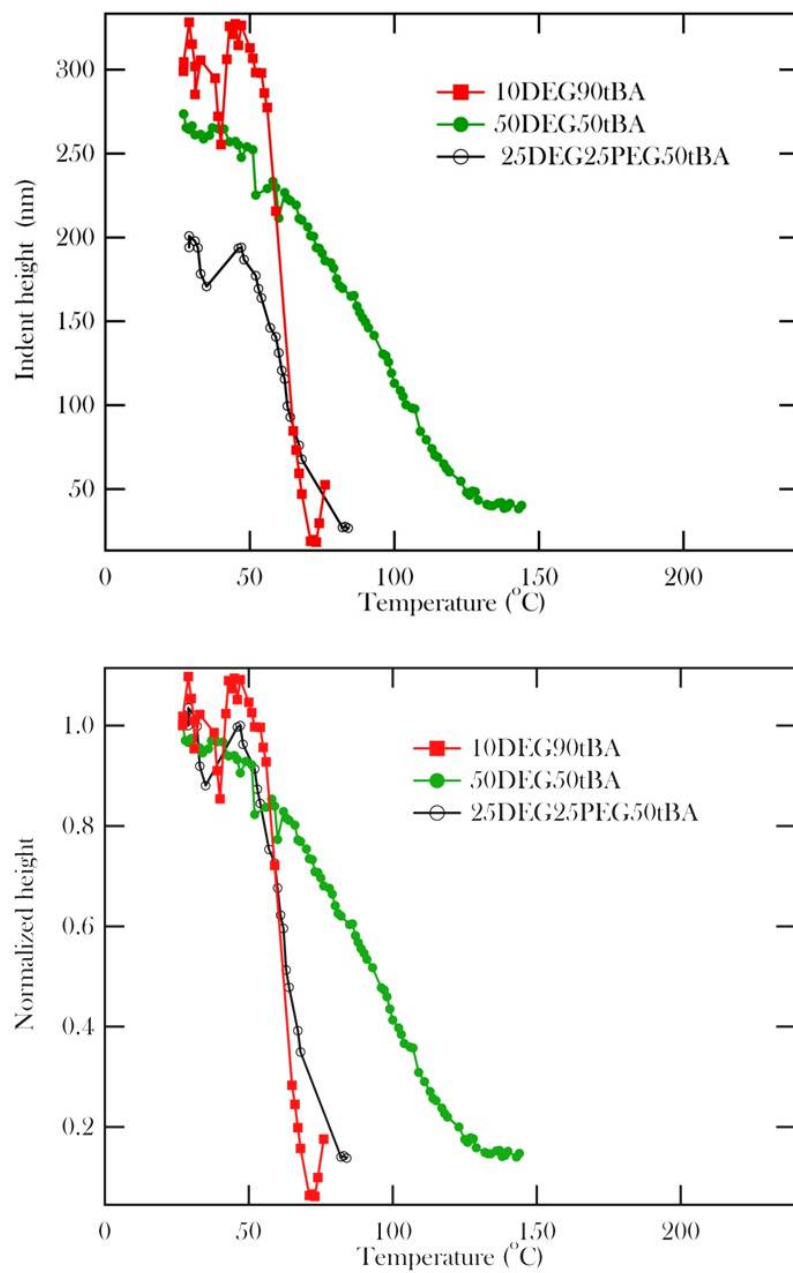 300
250
200
150
100
50
Indent height (nm)
10DEG90tBA
50DEG50tBA
25DEG25PEG50tBA
0 50 100 150 200
Temperature (°C)
1.0
0.8
0.6
0.4
0.2
Normalized height
10DEG90tBA
50DEG50tBA
25DEG25PEG50tBA
0 50 100 150 200
Temperature (°C)